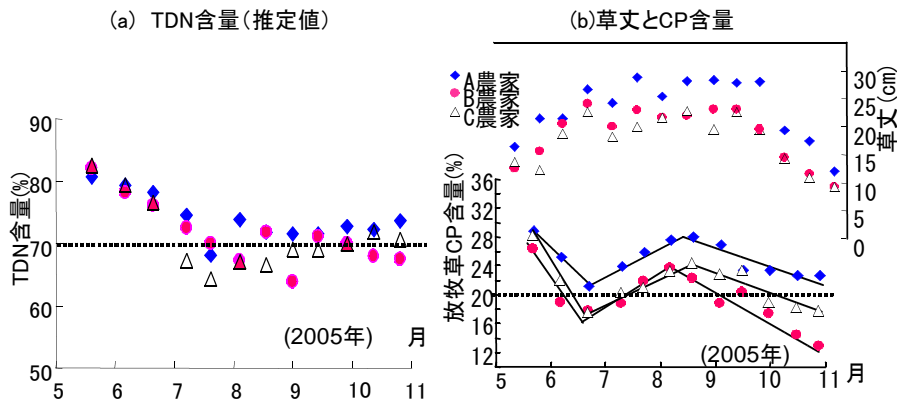 (a) TDN含量(推定値)
90
80
70
60
50
TDN含量(%)
5 6 7 8 9 10 11
(2005年) 月
(b)草丈とCP含量
A農家
B農家
C農家
30
25
20
15
10
5
0
草丈(cm)
36
32
28
24
20
16
12
放牧草CP含量(%)
(2005年)
5 6 7 8 9 10 11 月